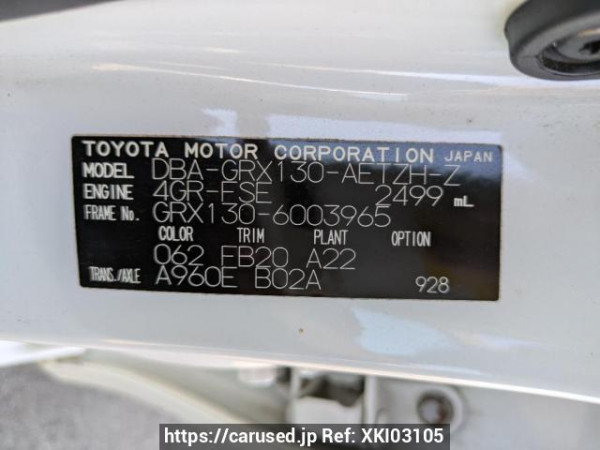 TOYOTA MOTOR CORPORATION JAPAN
MODEL DBA-GRX130-AETZH-Z
ENGINE 4GR-FSE 2499 mL
FRAME No. GRX130-6003965
COLOR TRIM PLANT OPTION
062 FB20 A22
TRANS./AXLE A960E B02A 928
https://carused.jp Ref: XKI03105